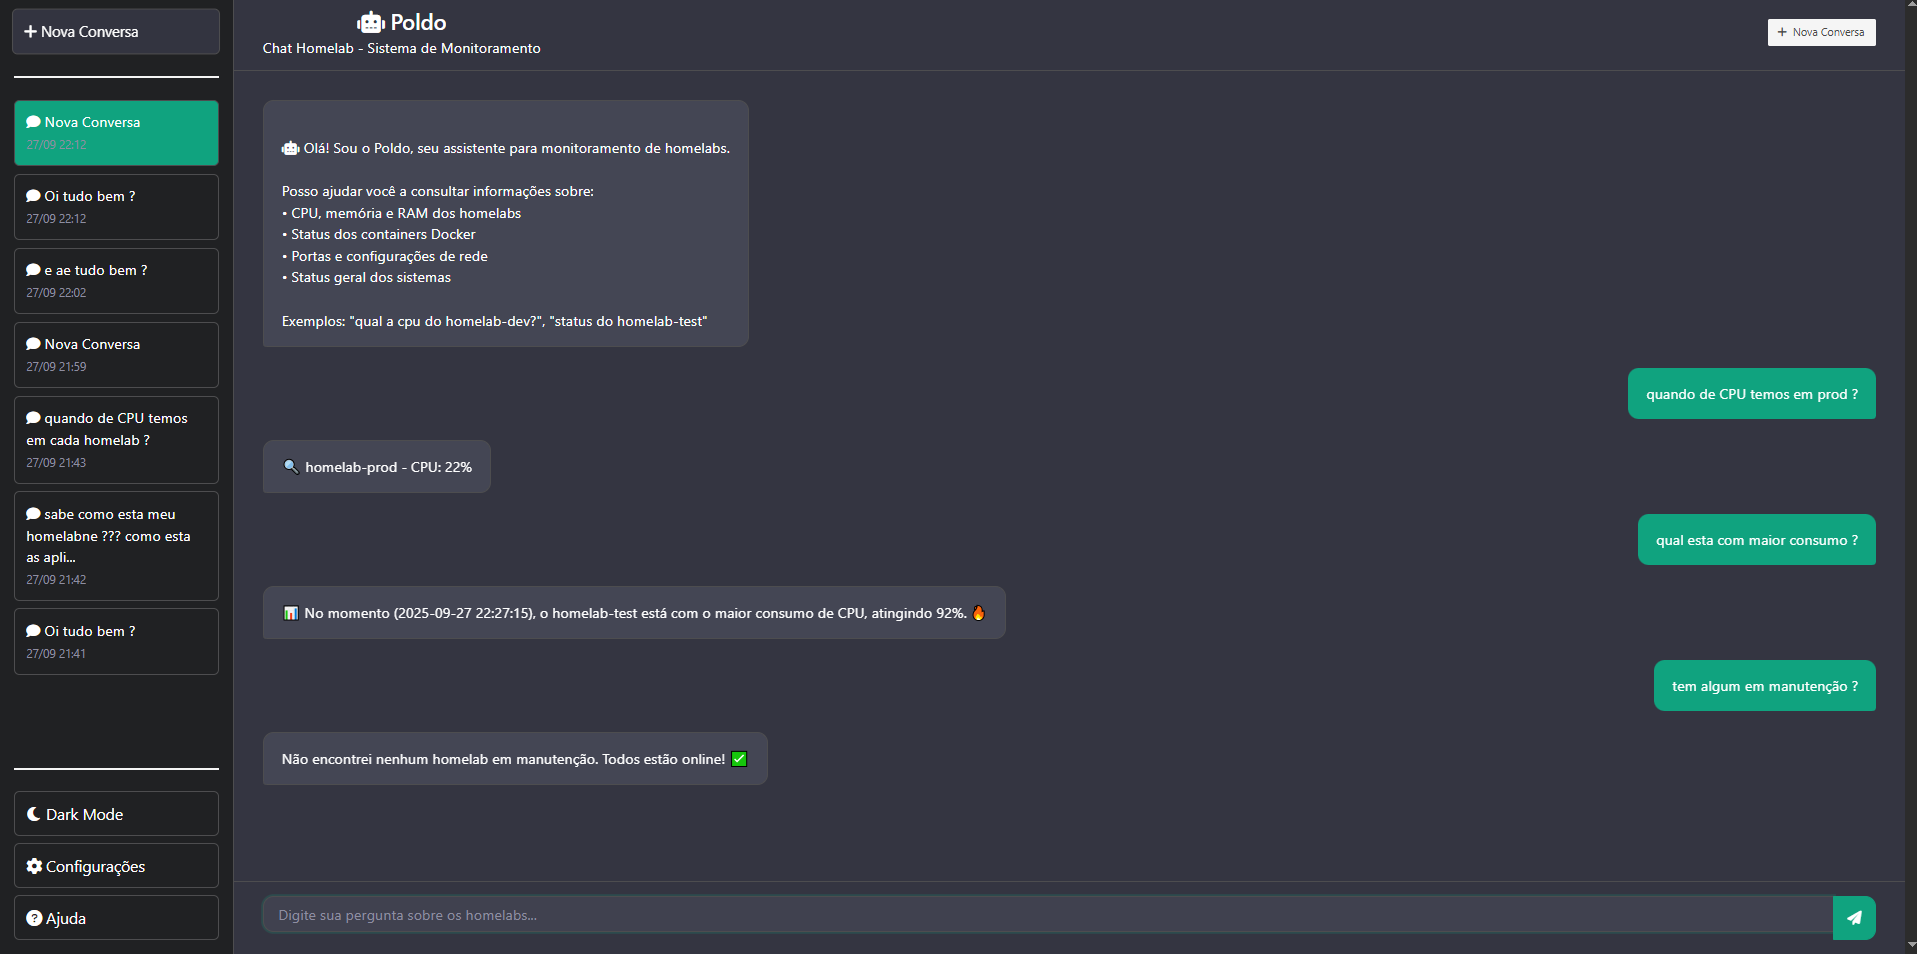 Nova Conversa
Nova Conversa
27/09 22:12
Oi tudo bem ?
27/09 22:12
e ae tudo bem ?
27/09 22:02
Nova Conversa
27/09 21:59
quando de CPU temos
em cada homelab ?
27/09 21:43
sabe como esta meu
homelabne ??? como esta
as apli...
27/09 21:42
Oi tudo bem ?
27/09 21:41
Dark Mode
Configurações
Ajuda
Poldo
Chat Homelab - Sistema de Monitoramento
+ Nova Conversa
Olá! Sou o Poldo, seu assistente para monitoramento de homelabs.
Posso ajudar você a consultar informações sobre:
• CPU, memória e RAM dos homelabs
• Status dos containers Docker
• Portas e configurações de rede
• Status geral dos sistemas
Exemplos: "qual a cpu do homelab-dev?", "status do homelab-test"
quando de CPU temos em prod ?
homelab-prod - CPU: 22%
qual esta com maior consumo ?
No momento (2025-09-27 22:27:15), o homelab-test está com o maior consumo de CPU, atingindo 92%.
tem algum em manutenção ?
Não encontrei nenhum homelab em manutenção. Todos estão online!
Digite sua pergunta sobre os homelabs...